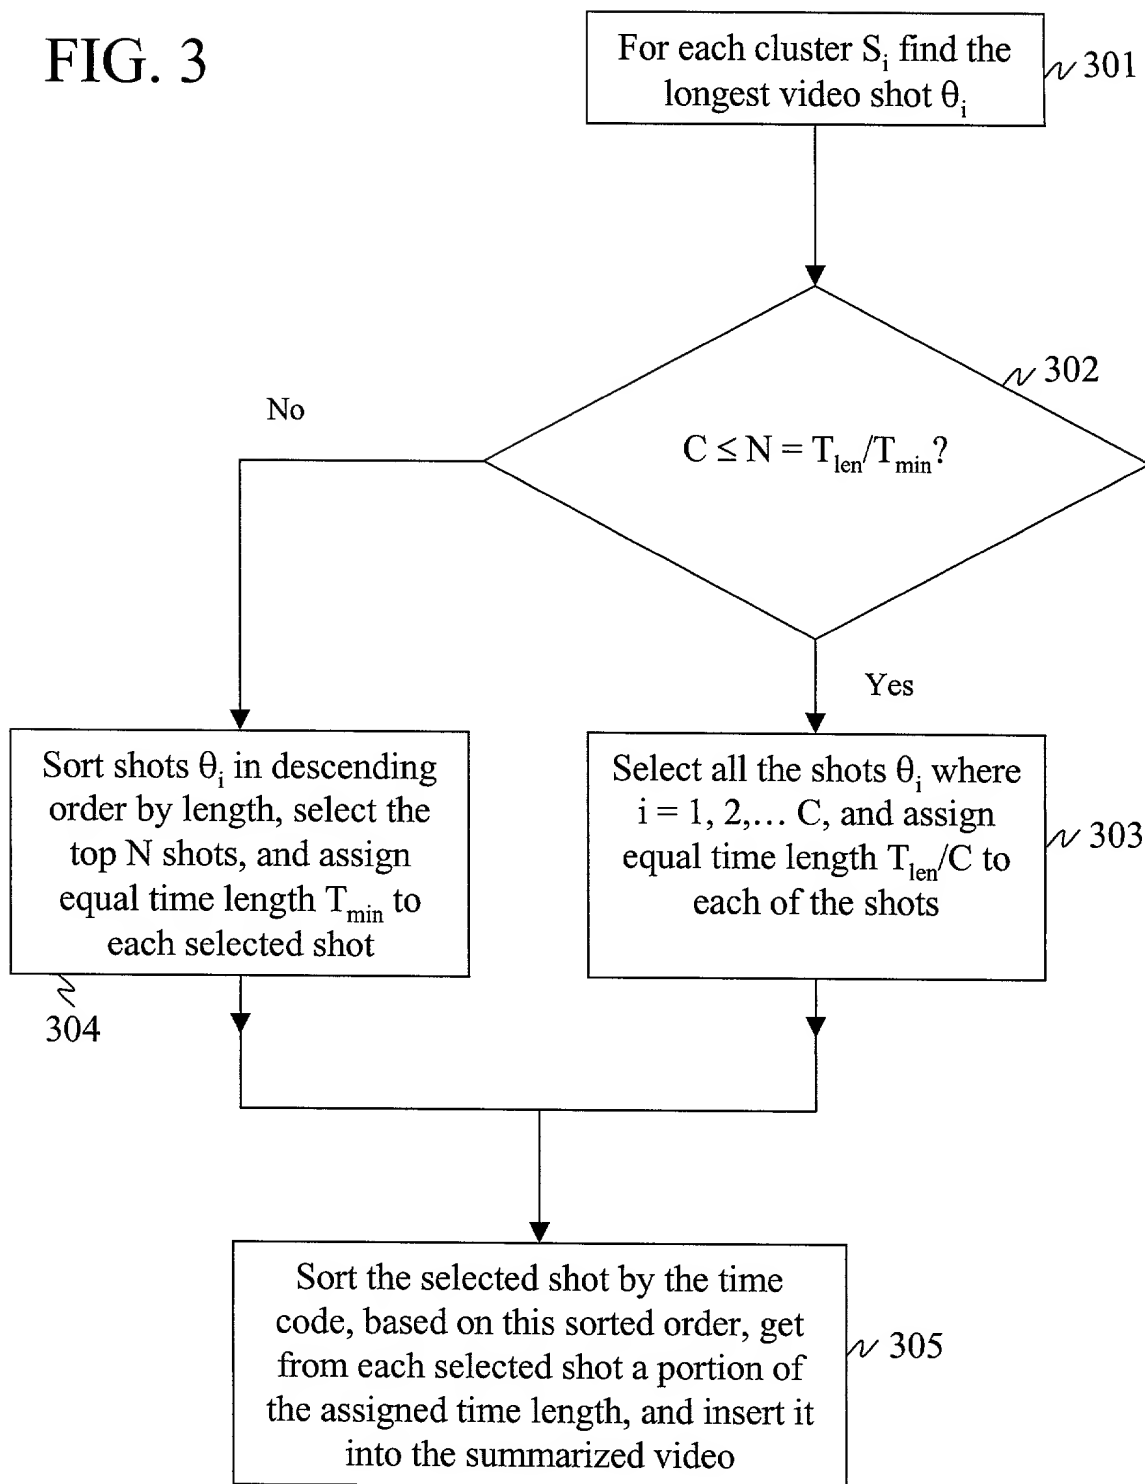 FIG. 3
For each cluster Sᵢ find the
longest video shot θᵢ
301
302
C ≤ N = T_len/T_min?
No
Yes
Sort shots θᵢ in descending
order by length, select the
top N shots, and assign
equal time length T_min to
each selected shot
304
Select all the shots θᵢ where
i = 1, 2,... C, and assign
equal time length T_len/C to
each of the shots
303
Sort the selected shot by the time
code, based on this sorted order, get
from each selected shot a portion of
the assigned time length, and insert it
into the summarized video
305